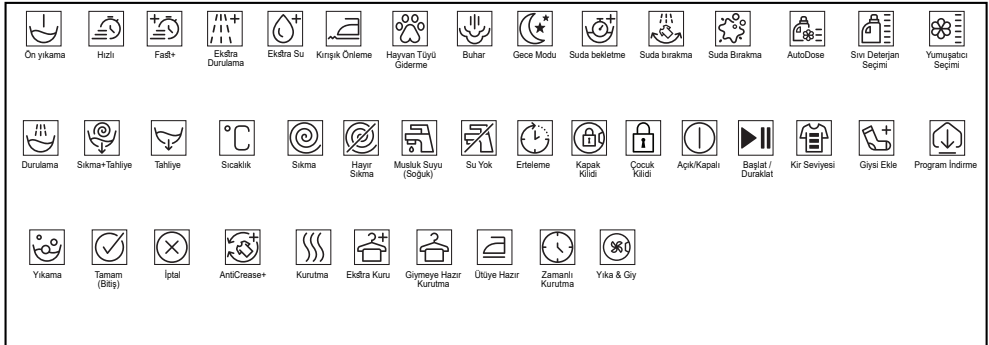 Ön yıkama
Hızlı
Fast+
Ekstra
Durulama
Ekstra Su
Kırışık Önleme
Hayvan Tüyü
Giderme
Buhar
Gece Modu
Suda bekletme
Suda bırakma
Suda Bırakma
AutoDose
Sıvı Deterjan
Seçimi
Yumuşatıcı
Seçimi
Durulama
Sıkma+Tahliye
Tahliye
°C
Sıcaklık
Sıkma
Hayır
Sıkma
Musluk Suyu
(Soğuk)
Su Yok
Erteleme
Kapak
Kilidi
Çocuk
Kilidi
Açık/Kapalı
Başlat /
Duraklat
Kir Seviyesi
Giysi Ekle
Program İndirme
Yıkama
Tamam
(Bitiş)
İptal
AntiCrease+
Kurutma
Ekstra Kuru
Giymeye Hazır
Kurutma
Ütüye Hazır
Zamanlı
Kurutma
Yıka & Giy